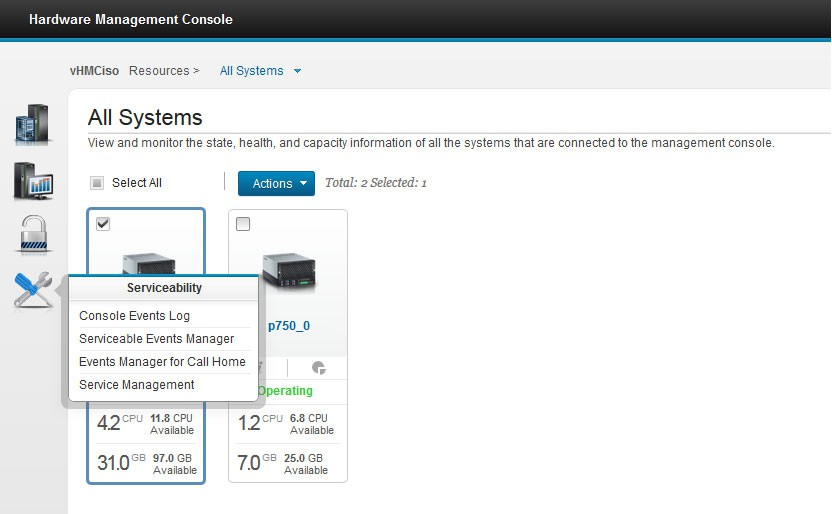 Hardware Management Console
vHMCiso Resources > All Systems
All Systems
View and monitor the state, health, and capacity information of all the systems that are connected to the management console.
Select All
Actions
Total: 2 Selected: 1
Serviceability
Console Events Log
Serviceable Events Manager
Events Manager for Call Home
Service Management
4.2 CPU 11.8 CPU
Available
31.0 GB 97.0 GB
Available
p750_0
Operating
1.2 CPU 6.8 CPU
Available
7.0 GB 25.0 GB
Available